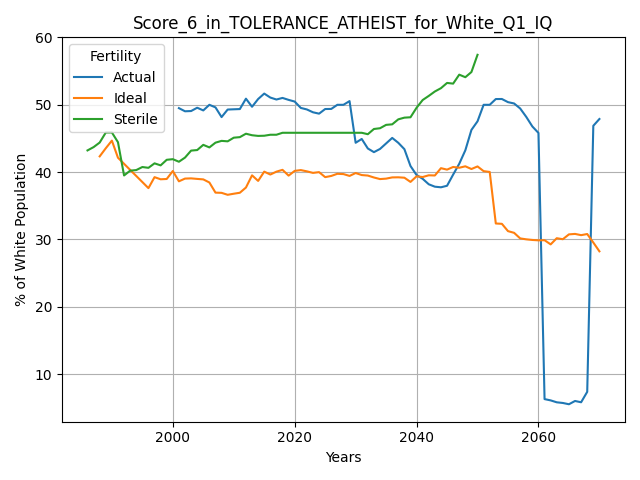 Score_6_in_TOLERANCE_ATHEIST_for_White_Q1_IQ
Fertility
Actual
Ideal
Sterile
% of White Population
60
50
40
30
20
10
2000
2020
2040
2060
Years